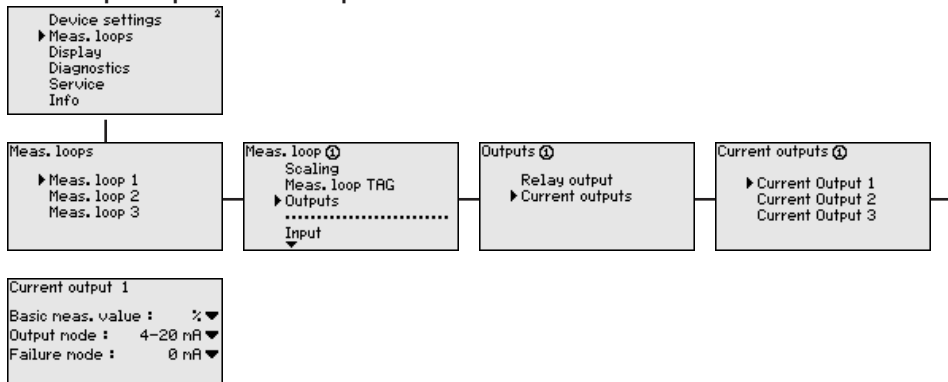 Device settings 2
▶Meas. loops
Display
Diagnostics
Service
Info
Meas. loops
▶Meas. loop 1
Meas. loop 2
Meas. loop 3
Meas. loop ①
Scaling
Meas. loop TAG
▶Outputs
Input
▼
Outputs ①
Relay output
▶Current outputs
Current outputs ①
▶Current Output 1
Current Output 2
Current Output 3
Current output 1
Basic meas. value : %▼
Output mode : 4-20 mA▼
Failure mode : 0 mA▼